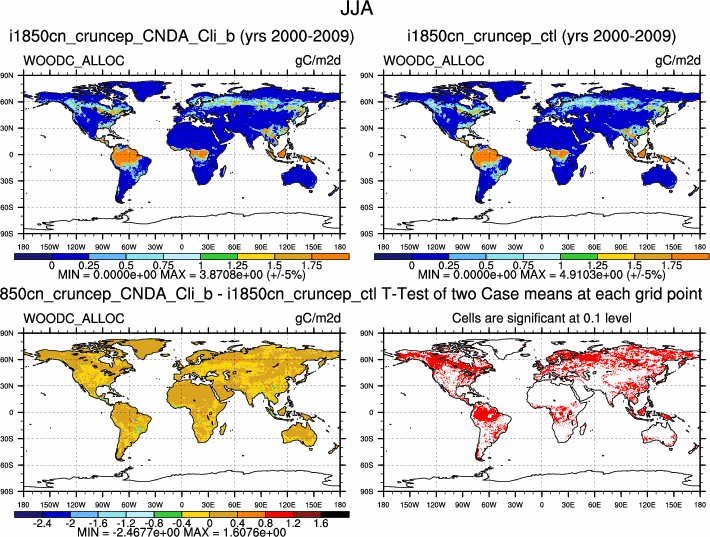 JJA
i1850cn_cruncep_CNDA_Cli_b (yrs 2000-2009)
WOODC_ALLOC gC/m2d
90N
60N
30N
0
30S
60S
90S
180 150W 120W 90W 60W 30W 0 30E 60E 90E 120E 150E 180
0 0.25 0.5 0.75 1 1.25 1.5 1.75
MIN = 0.0000e+00 MAX = 3.8708e+00 (+/-5%)
i1850cn_cruncep_ctl (yrs 2000-2009)
WOODC_ALLOC gC/m2d
90N
60N
30N
0
30S
60S
90S
180 150W 120W 90W 60W 30W 0 30E 60E 90E 120E 150E 180
0 0.25 0.5 0.75 1 1.25 1.5 1.75
MIN = 0.0000e+00 MAX = 4.9103e+00 (+/-5%)
850cn_cruncep_CNDA_Cli_b - i1850cn_cruncep_ctl
WOODC_ALLOC gC/m2d
90N
60N
30N
0
30S
60S
90S
180 150W 120W 90W 60W 30W 0 30E 60E 90E 120E 150E 180
-2.4 -2 -1.6 -1.2 -0.8 -0.4 0 0.4 0.8 1.2 1.6
MIN = -2.4677e+00 MAX = 1.6076e+00
T-Test of two Case means at each grid point
Cells are significant at 0.1 level
90N
60N
30N
0
30S
60S
90S
180 150W 120W 90W 60W 30W 0 30E 60E 90E 120E 150E 180